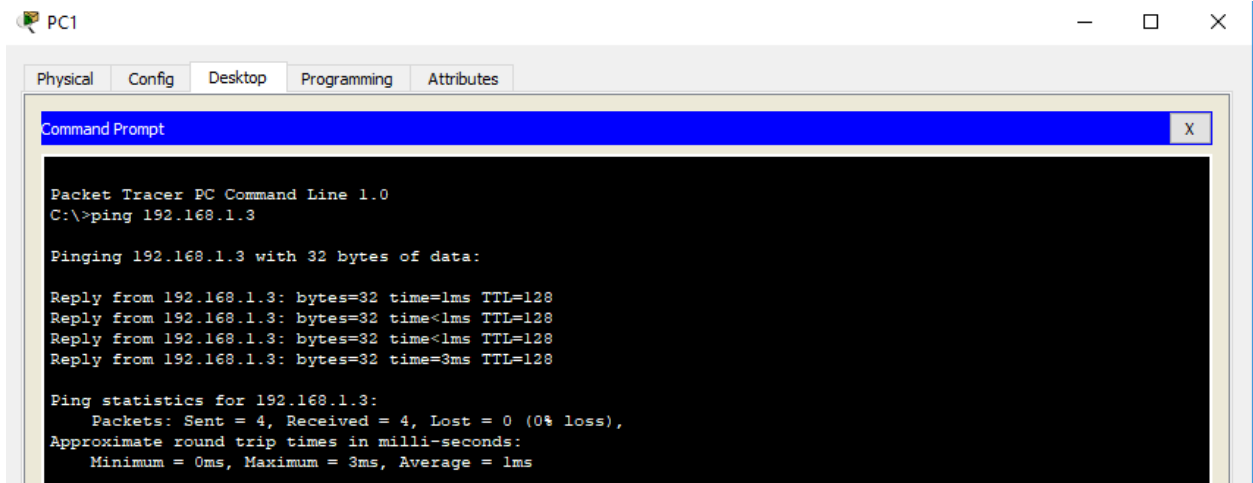 PC1
Physical Config Desktop Programming Attributes
Command Prompt X
Packet Tracer PC Command Line 1.0
C:\>ping 192.168.1.3
Pinging 192.168.1.3 with 32 bytes of data:
Reply from 192.168.1.3: bytes=32 time=1ms TTL=128
Reply from 192.168.1.3: bytes=32 time<1ms TTL=128
Reply from 192.168.1.3: bytes=32 time<1ms TTL=128
Reply from 192.168.1.3: bytes=32 time=3ms TTL=128
Ping statistics for 192.168.1.3:
Packets: Sent = 4, Received = 4, Lost = 0 (0% loss),
Approximate round trip times in milli-seconds:
Minimum = 0ms, Maximum = 3ms, Average = 1ms